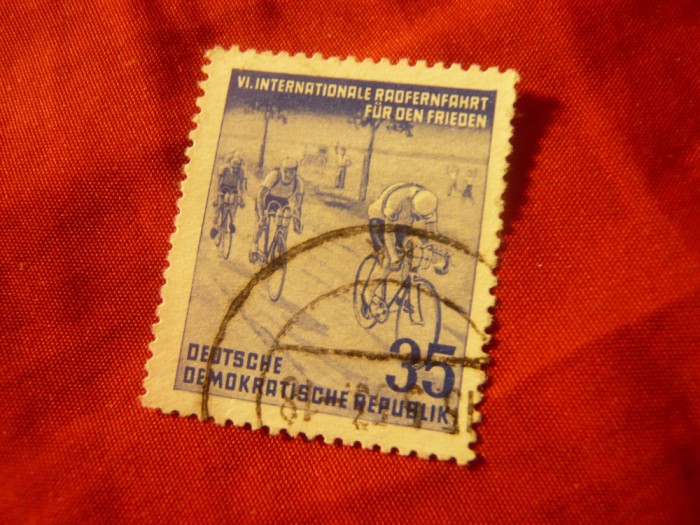 VI. INTERNATIONALE RADFERNFAHRT
FÜR DEN FRIEDEN
35
DEUTSCHE
DEMOKRATISCHE REPUBLIK